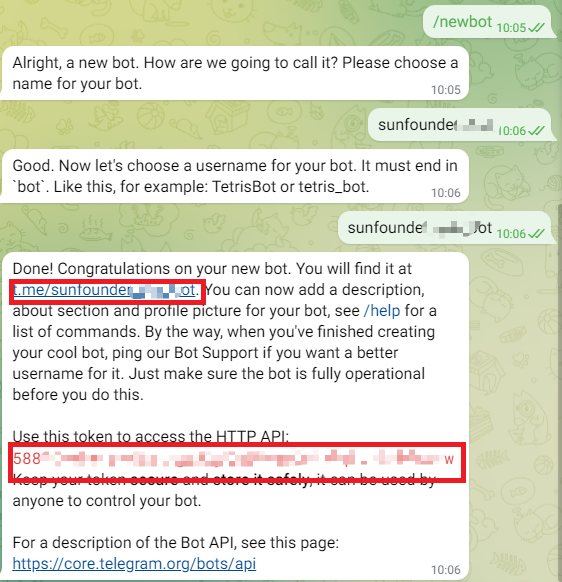 /newbot 10:05
Alright, a new bot. How are we going to call it? Please choose a
name for your bot. 10:05
sunfounde 10:06
Good. Now let's choose a username for your bot. It must end in
`bot`. Like this, for example: TetrisBot or tetris_bot. 10:06
sunfounde ot 10:06
Done! Congratulations on your new bot. You will find it at
t.me/sunfounder ot. You can now add a description,
about section and profile picture for your bot, see /help for a
list of commands. By the way, when you've finished creating
your cool bot, ping our Bot Support if you want a better
username for it. Just make sure the bot is fully operational
before you do this.
Use this token to access the HTTP API:
588 w
Keep your token secure and store it safely, it can be used by
anyone to control your bot.
For a description of the Bot API, see this page:
https://core.telegram.org/bots/api 10:06